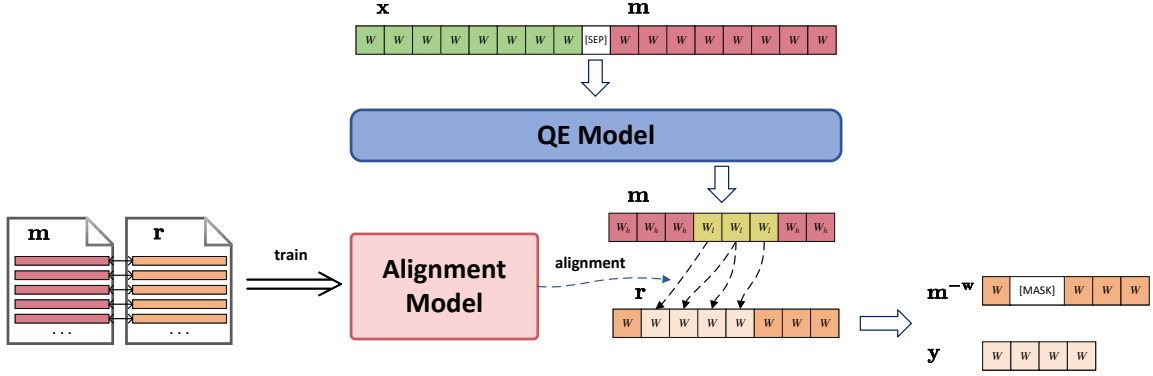 x m
W W W W W W W W [SEP] W W W W W W W W
QE Model
m
W_h W_h W_h W_l W_l W_l W_h W_h
m r
train
Alignment
Model
alignment
. . . . . .
r
W W W W W W W W
m^{-w} W [MASK] W W W
y W W W W